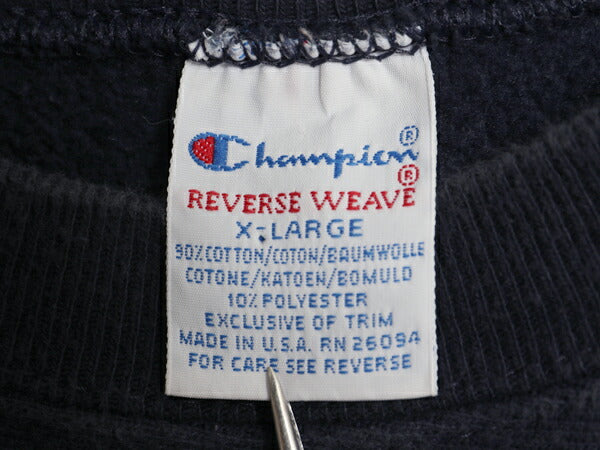 Champion®
REVERSE WEAVE®
X-LARGE
90% COTTON/COTON/BAUMWOLLE
COTONE/KATOEN/BOMULD
10% POLYESTER
EXCLUSIVE OF TRIM
MADE IN U.S.A. RN 26094
FOR CARE SEE REVERSE